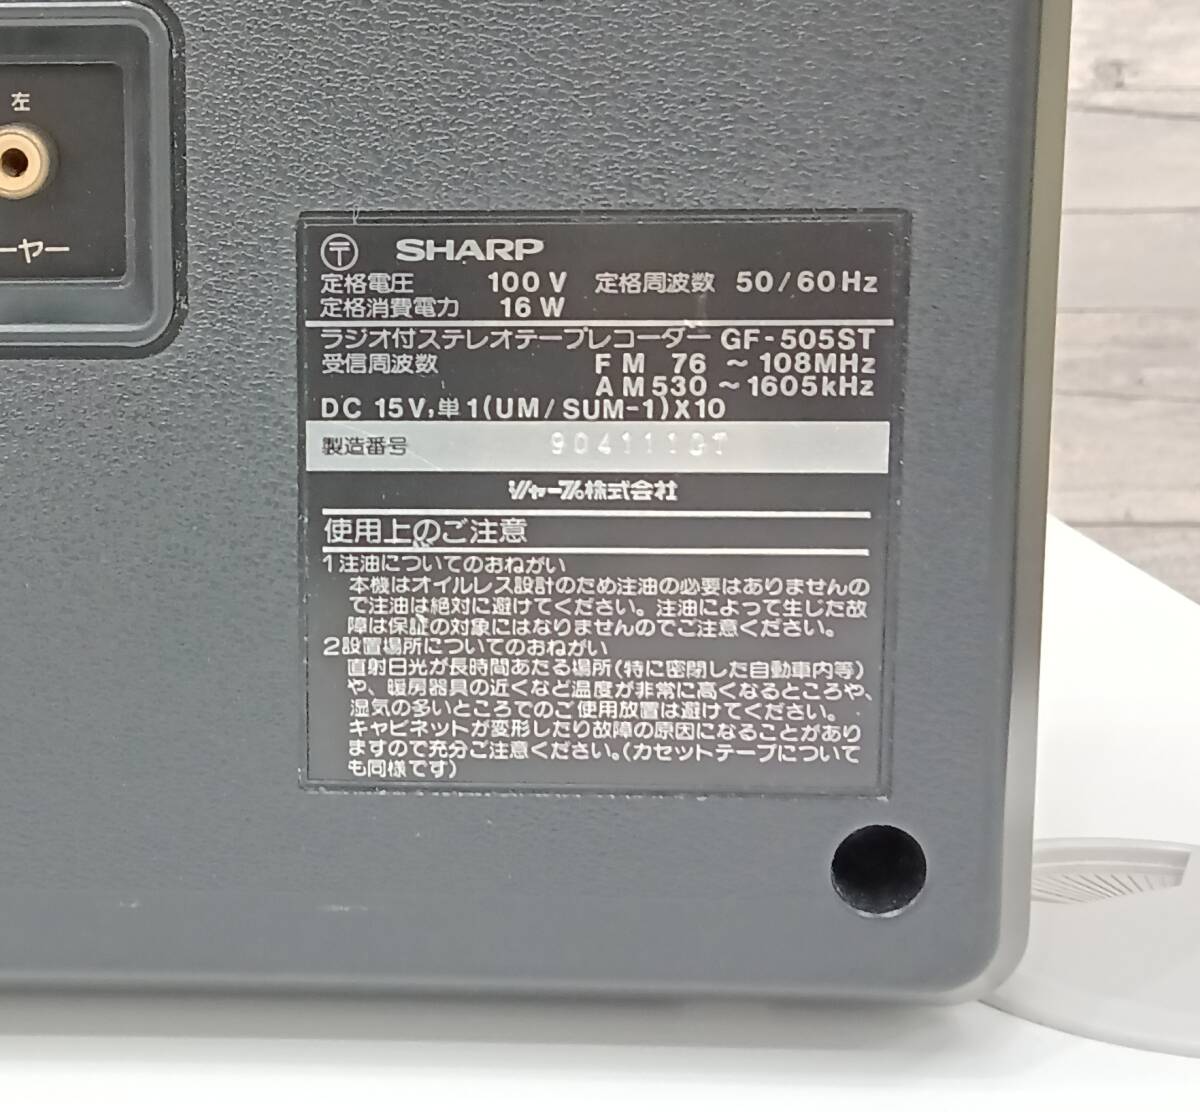 左
ーヤー
〒 SHARP
定格電圧 100 V 定格周波数 50/60 Hz
定格消費電力 16 W
ラジオ付ステレオテープレコーダー GF-505ST
受信周波数 FM 76 ~ 108MHz
AM 530 ~ 1605kHz
DC 15V, 単1(UM/SUM-1)X10
製造番号 904111GT
シャープ株式会社
使用上のご注意
1注油についてのおねがい
本機はオイルレス設計のため注油の必要はありませんの
で注油は絶対に避けてください。注油によって生じた故
障は保証の対象にはなりませんのでご注意ください。
2設置場所についてのおねがい
直射日光が長時間あたる場所(特に密閉した自動車内等)
や、暖房器具の近くなど温度が非常に高くなるところや、
湿気の多いところでのご使用放置は避けてください。
キャビネットが変形したり故障の原因になることがあり
ますので充分ご注意ください。(カセットテープについて
も同様です)